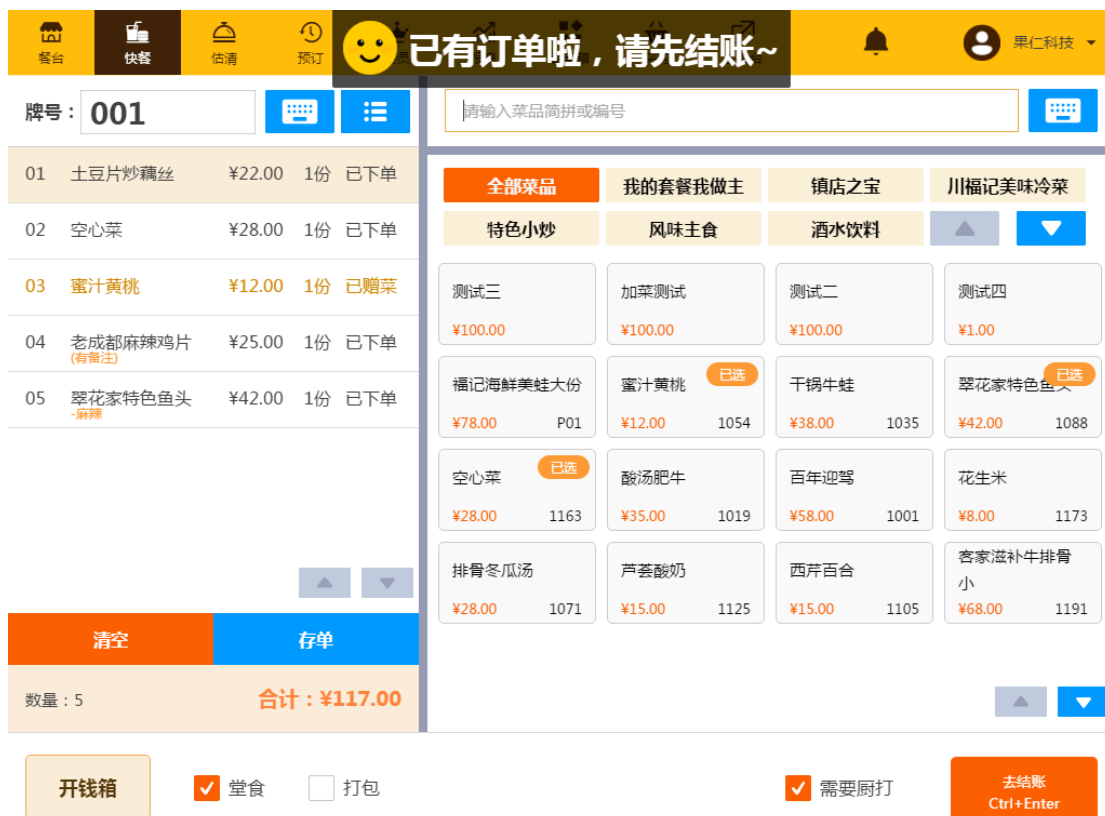 餐台
快餐
估清
预订
已有订单啦，请先结账~
果仁科技
牌号：
001
请输入菜品简拼或编号
01 土豆片炒藕丝 ¥22.00 1份 已下单
02 空心菜 ¥28.00 1份 已下单
03 蜜汁黄桃 ¥12.00 1份 已赠菜
04 老成都麻辣鸡片 ¥25.00 1份 已下单
(有备注)
05 翠花家特色鱼头 ¥42.00 1份 已下单
-麻辣
清空
存单
数量：5
合计：¥117.00
全部菜品
我的套餐我做主
镇店之宝
川福记美味冷菜
特色小炒
风味主食
酒水饮料
测试三
¥100.00
加菜测试
¥100.00
测试二
¥100.00
测试四
¥1.00
福记海鲜美蛙大份
¥78.00 P01
蜜汁黄桃
已选
¥12.00 1054
干锅牛蛙
¥38.00 1035
翠花家特色鱼头
已选
¥42.00 1088
空心菜
已选
¥28.00 1163
酸汤肥牛
¥35.00 1019
百年迎驾
¥58.00 1001
花生米
¥8.00 1173
排骨冬瓜汤
¥28.00 1071
芦荟酸奶
¥15.00 1125
西芹百合
¥15.00 1105
客家滋补牛排骨
小
¥68.00 1191
开钱箱
堂食
打包
需要厨打
去结账
Ctrl+Enter